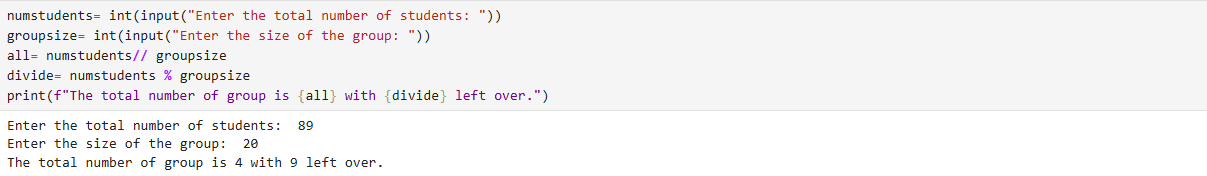 numstudents= int(input("Enter the total number of students: "))
groupsize= int(input("Enter the size of the group: "))
all= numstudents// groupsize
divide= numstudents % groupsize
print(f"The total number of group is {all} with {divide} left over.")
Enter the total number of students:  89
Enter the size of the group:  20
The total number of group is 4 with 9 left over.